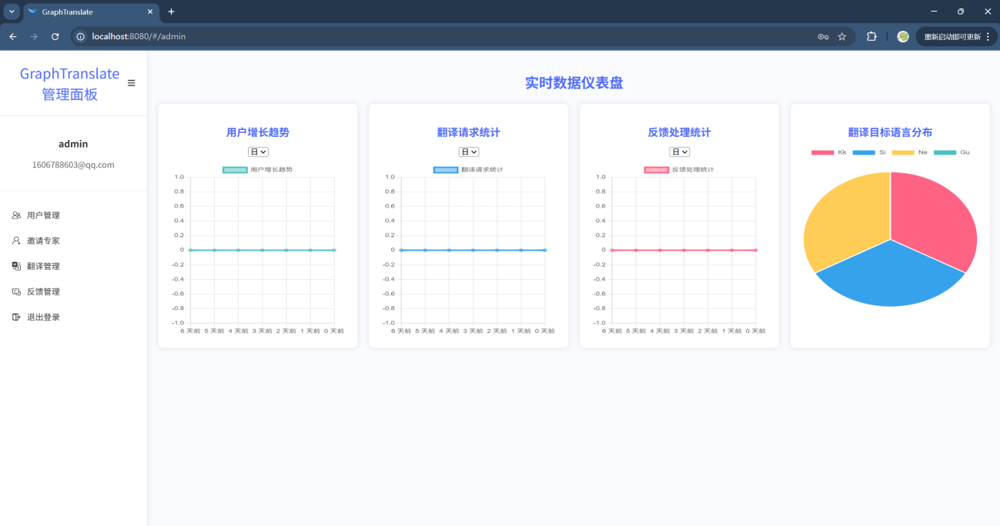 GraphTranslate
localhost:8080/#/admin
重新启动即可更新
GraphTranslate
管理面板
admin
1606788603@qq.com
用户管理
邀请专家
翻译管理
反馈管理
退出登录
实时数据仪表盘
用户增长趋势
日
用户增长趋势
1.0
0.8
0.6
0.4
0.2
0
-0.2
-0.4
-0.6
-0.8
-1.0
6 天前 5 天前 4 天前 3 天前 2 天前 1 天前 0 天前
翻译请求统计
日
翻译请求统计
1.0
0.8
0.6
0.4
0.2
0
-0.2
-0.4
-0.6
-0.8
-1.0
6 天前 5 天前 4 天前 3 天前 2 天前 1 天前 0 天前
反馈处理统计
日
反馈处理统计
1.0
0.8
0.6
0.4
0.2
0
-0.2
-0.4
-0.6
-0.8
-1.0
6 天前 5 天前 4 天前 3 天前 2 天前 1 天前 0 天前
翻译目标语言分布
Kk Si Ne Gu